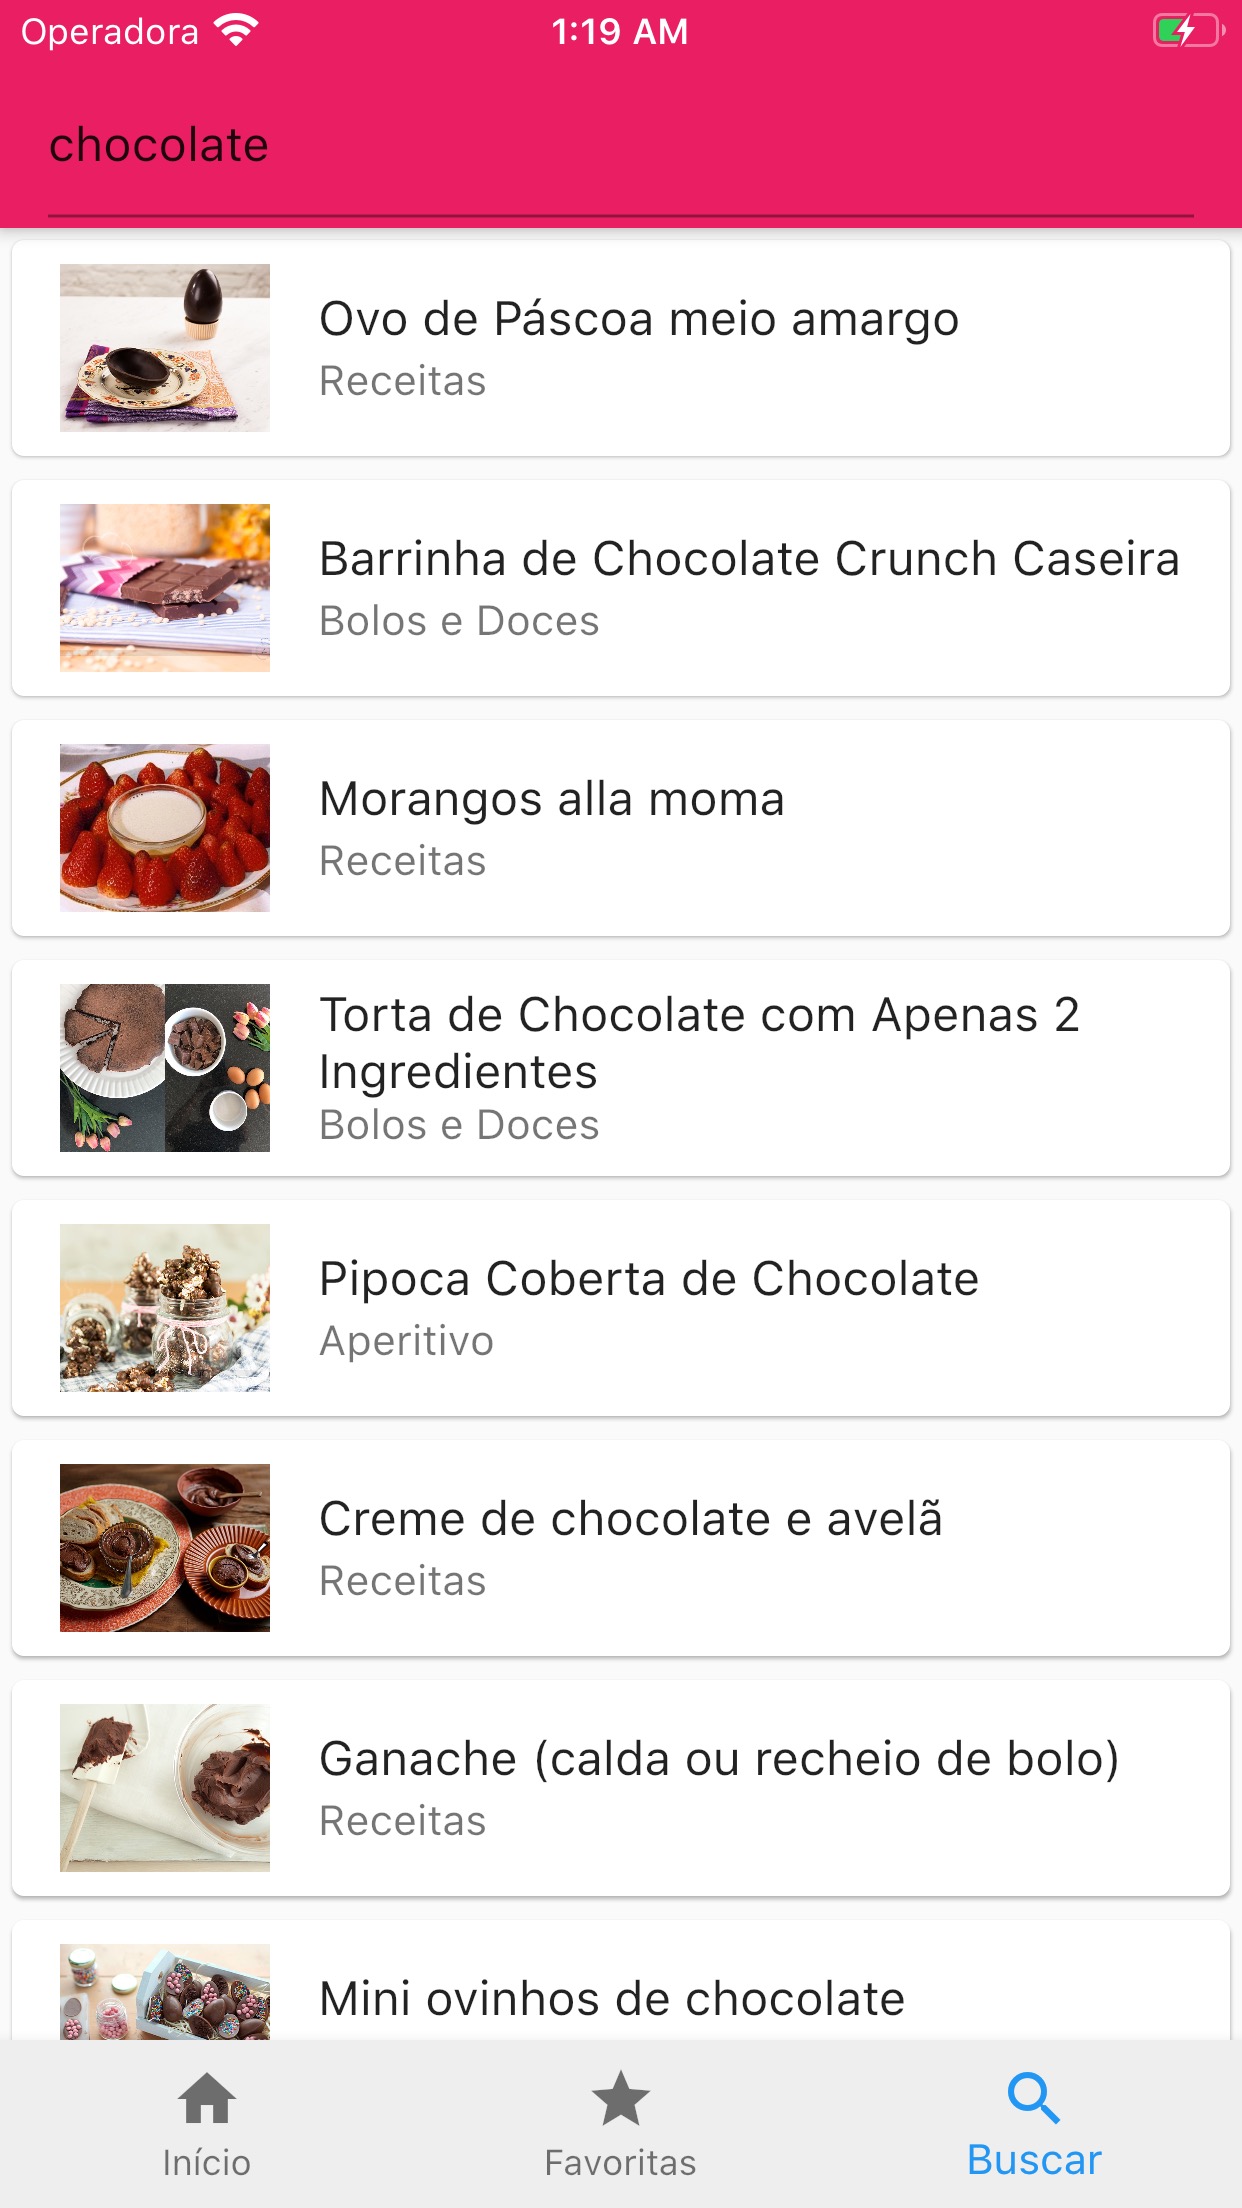 Operadora 1:19 AM
chocolate
Ovo de Páscoa meio amargo
Receitas
Barrinha de Chocolate Crunch Caseira
Bolos e Doces
Morangos alla moma
Receitas
Torta de Chocolate com Apenas 2
Ingredientes
Bolos e Doces
Pipoca Coberta de Chocolate
Aperitivo
Creme de chocolate e avelã
Receitas
Ganache (calda ou recheio de bolo)
Receitas
Mini ovinhos de chocolate
Início Favoritas Buscar